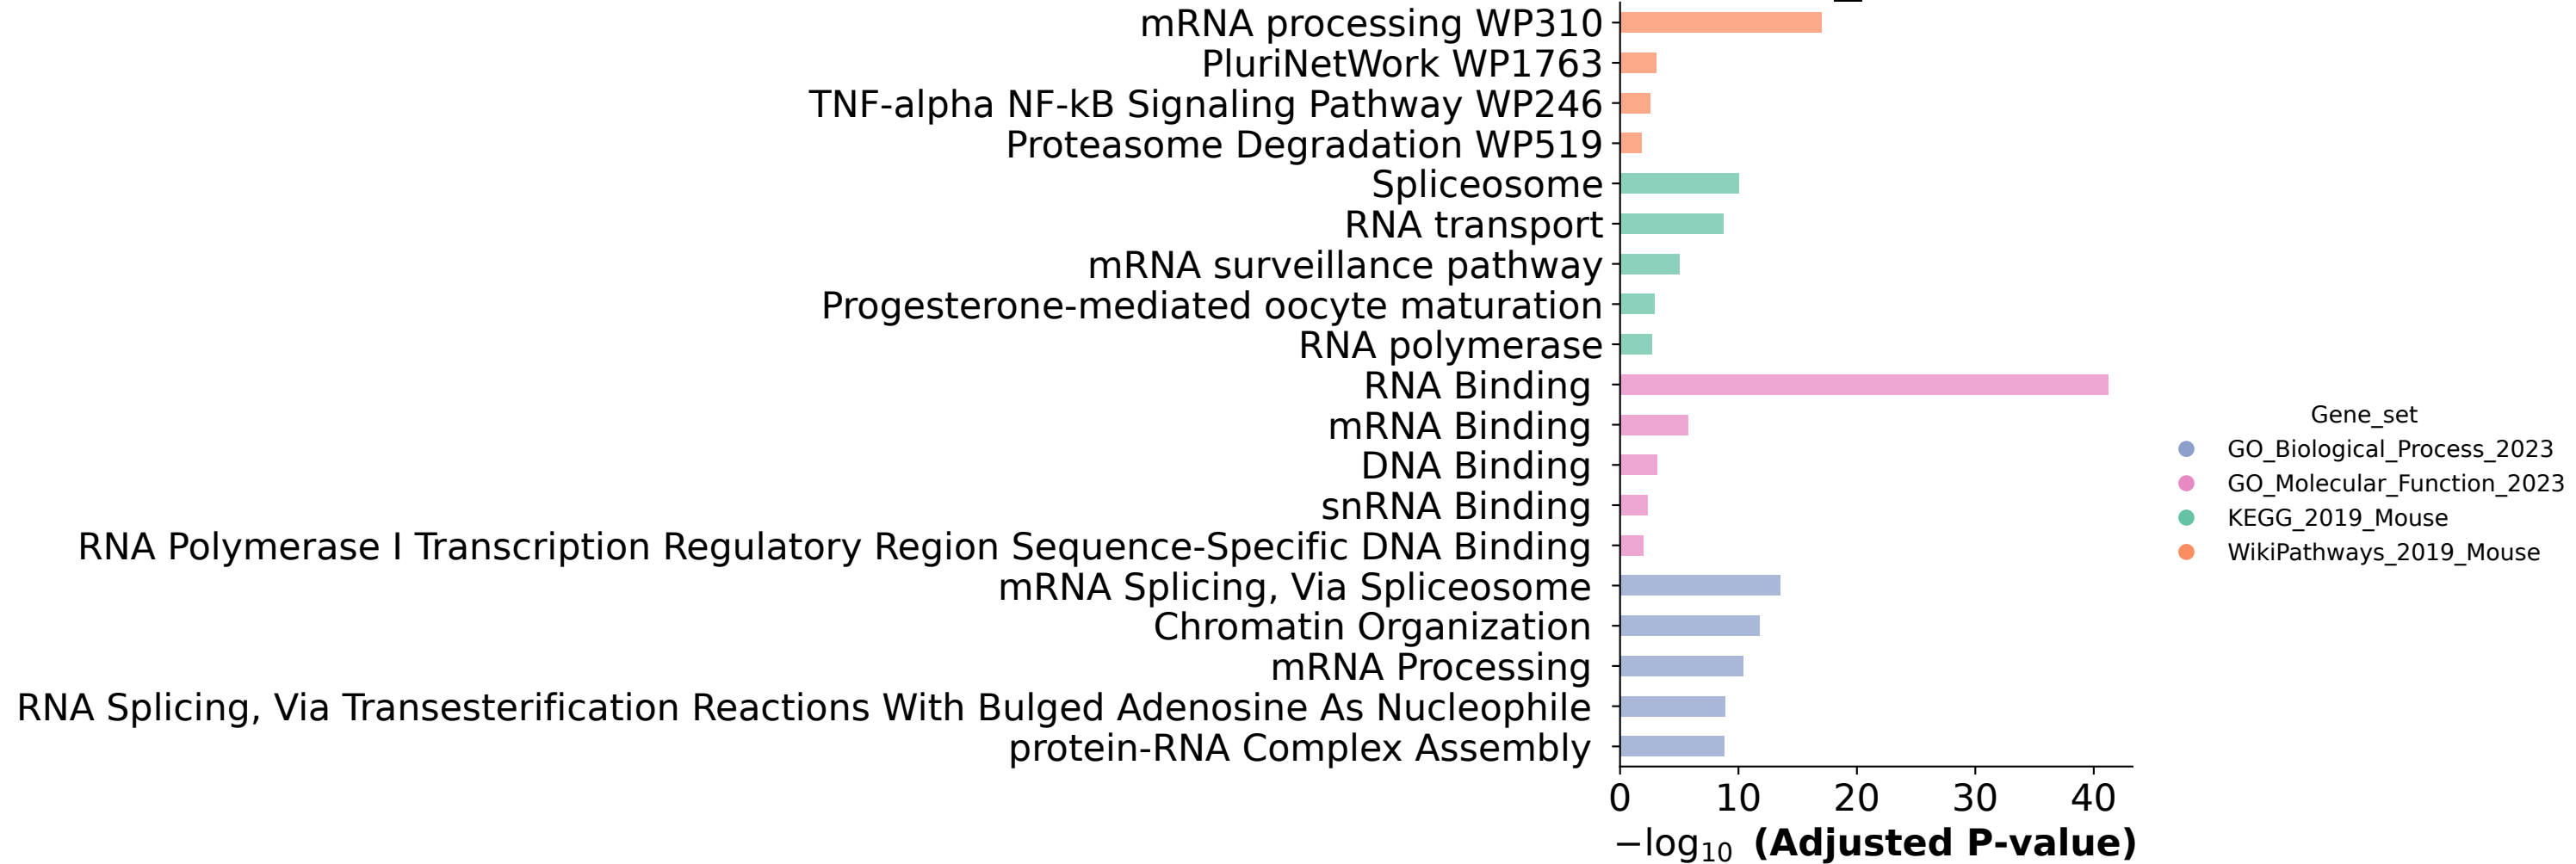 mRNA processing WP310
PluriNetWork WP1763
TNF-alpha NF-kB Signaling Pathway WP246
Proteasome Degradation WP519
Spliceosome
RNA transport
mRNA surveillance pathway
Progesterone-mediated oocyte maturation
RNA polymerase
RNA Binding
mRNA Binding
DNA Binding
snRNA Binding
RNA Polymerase I Transcription Regulatory Region Sequence-Specific DNA Binding
mRNA Splicing, Via Spliceosome
Chromatin Organization
mRNA Processing
RNA Splicing, Via Transesterification Reactions With Bulged Adenosine As Nucleophile
protein-RNA Complex Assembly
0 10 20 30 40
−log₁₀ (Adjusted P-value)
Gene_set
GO_Biological_Process_2023
GO_Molecular_Function_2023
KEGG_2019_Mouse
WikiPathways_2019_Mouse